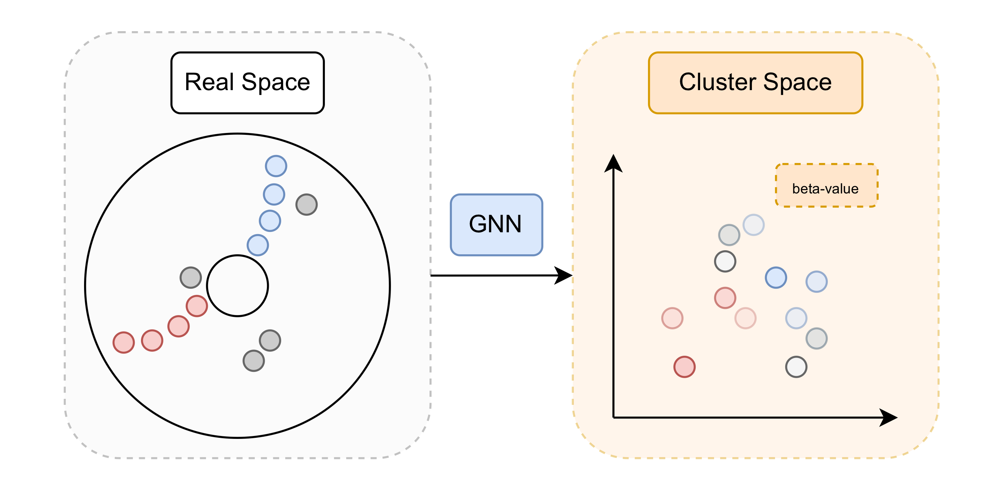 Real Space
GNN
Cluster Space
beta-value